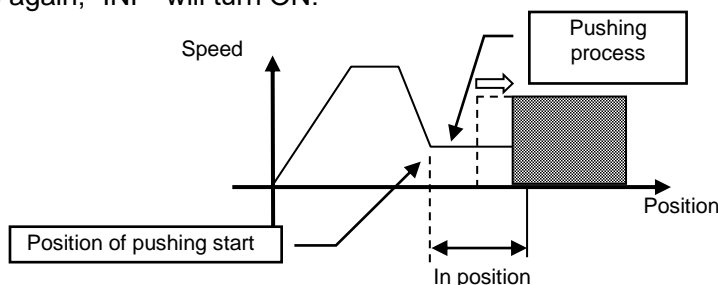 again, "INP" will turn ON.
Speed
Pushing
process
Position
Position of pushing start
In position